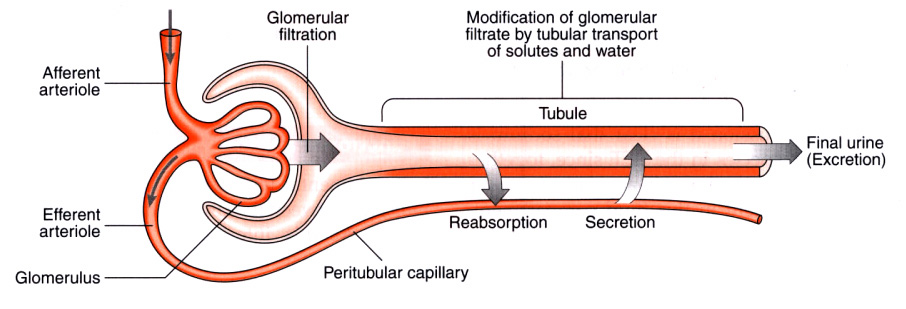 Glomerular
filtration
Modification of glomerular
filtrate by tubular transport
of solutes and water
Afferent
arteriole
Tubule
Final urine
(Excretion)
Efferent
arteriole
Reabsorption
Secretion
Glomerulus
Peritubular capillary